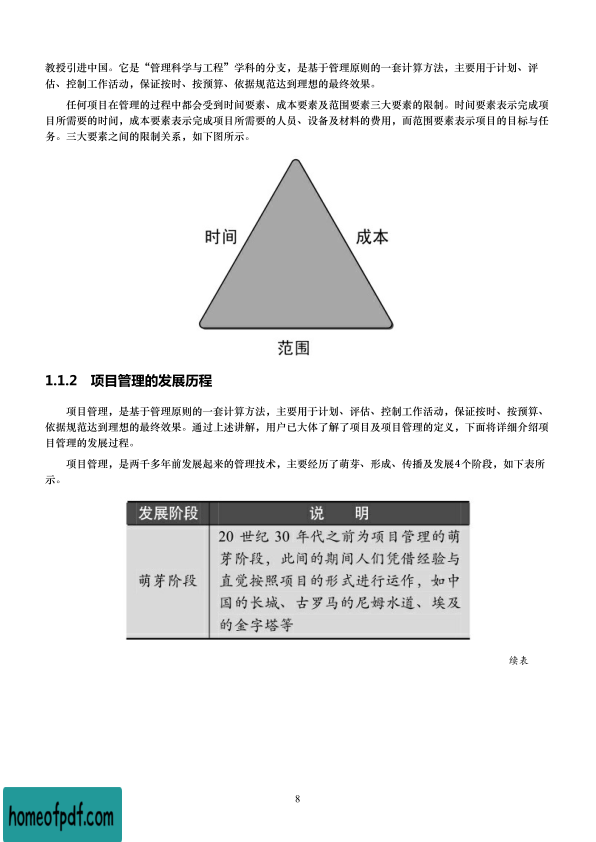 教授引进中国。它是“管理科学与工程”学科的分支，是基于管理原则的一套计算方法，主要用于计划、评
估、控制工作活动，保证按时、按预算、依据规范达到理想的最终效果。
任何项目在管理的过程中都会受到时间要素、成本要素及范围要素三大要素的限制。时间要素表示完成项
目所需要的时间，成本要素表示完成项目所需要的人员、设备及材料的费用，而范围要素表示项目的目标与任
务。三大要素之间的限制关系，如下图所示。
时间
成本
范围
1.1.2 项目管理的发展历程
项目管理，是基于管理原则的一套计算方法，主要用于计划、评估、控制工作活动，保证按时、按预算、
依据规范达到理想的最终效果。通过上述讲解，用户已大体了解了项目及项目管理的定义，下面将详细介绍项
目管理的发展过程。
项目管理，是两千多年前发展起来的管理技术，主要经历了萌芽、形成、传播及发展4个阶段，如下表所
示。
发展阶段 说 明
20 世纪 30 年代之前为项目管理的萌
芽阶段，此间的期间人们凭借经验与
萌芽阶段 直觉按照项目的形式进行运作，如中
国的长城、古罗马的尼姆水道、埃及
的金字塔等
续表
8
homeofpdf.com